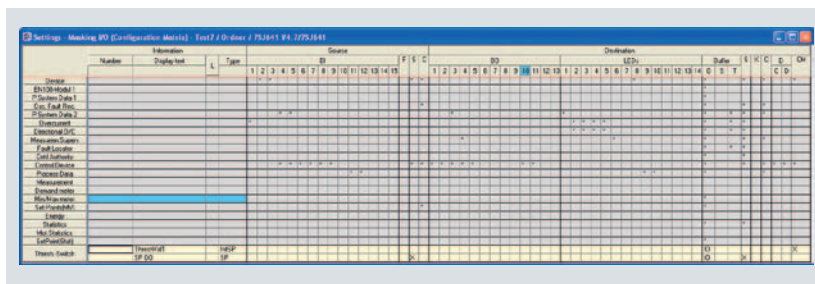 Settings - Masking I/O (Configuration Matrix) - Test7 / Ordner / 7SJ641 V4.7/7SJ641
Information Source Destination
Number Display text L Type BI F S C BO LEDs Buffer S X C D CM
1 2 3 4 5 6 7 8 9 10 11 12 13 14 15 1 2 3 4 5 6 7 8 9 10 11 12 13 1 2 3 4 5 6 7 8 9 10 11 12 13 14 O S T C D
Device
EN100-Modul 1
P.System Data 1
Osc. Fault Rec.
P.System Data 2
Overcurrent
Directional O/C
Measurem.Superv
Fault Locator
Cntrl Authority
Control Device
Process Data
Measurement
Demand meter
Min/Max meter
Set Points(MV)
Energy
Statistics
SetPoint(Stat)
Thresh.-Switch ThreshVal1 IntSP O X
SP DO SP X O X